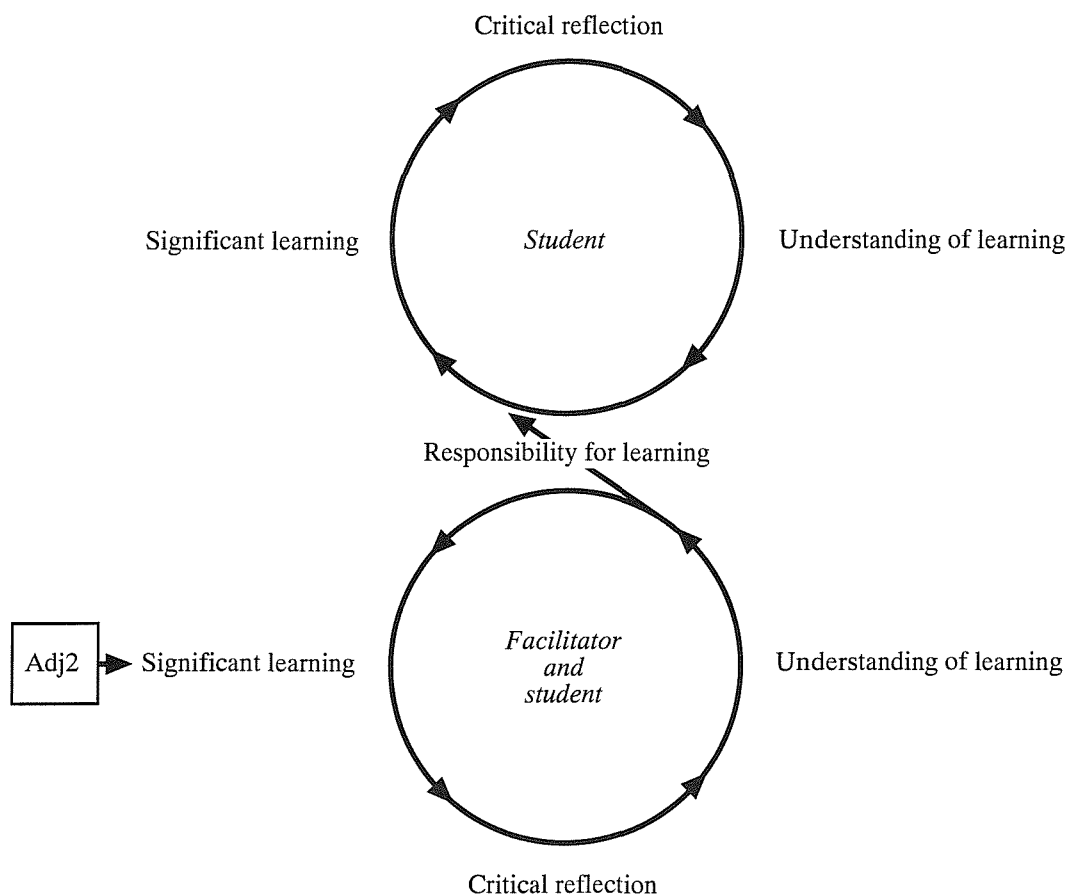 Critical reflection
Significant learning
Student
Understanding of learning
Responsibility for learning
Adj2
Significant learning
Facilitator
and
student
Understanding of learning
Critical reflection